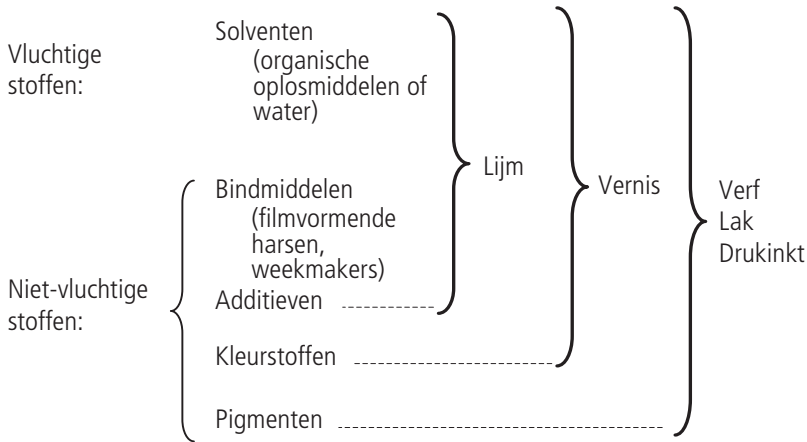 Vluchtige
stoffen:
Solventen
(organische
oplosmiddelen of
water)
Niet-vluchtige
stoffen:
Bindmiddelen
(filmvormende
harsen,
weekmakers)
Additieven
Kleurstoffen
Pigmenten
Lijm
Vernis
Verf
Lak
Drukinkt